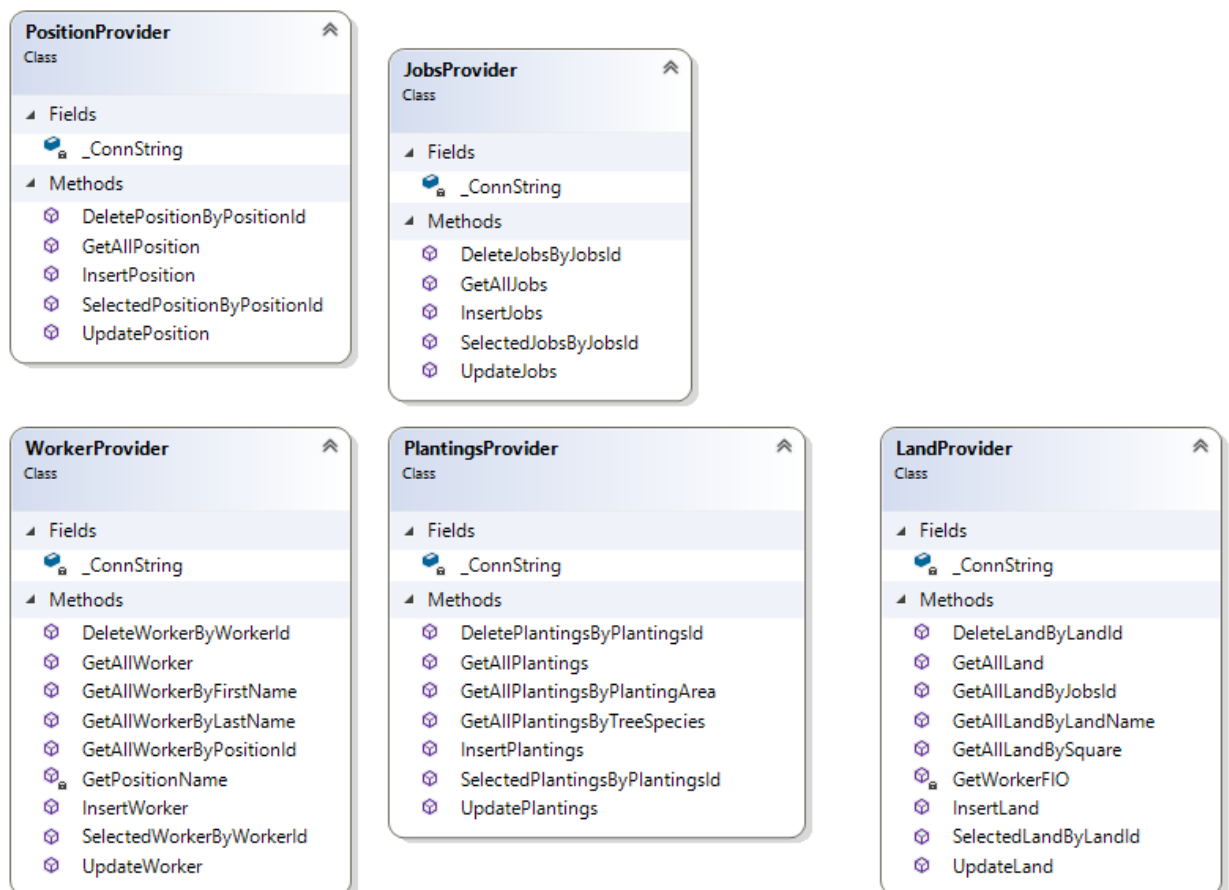 PositionProvider
Class
Fields
_ConnString
Methods
DeletePositionByPositionId
GetAllPosition
InsertPosition
SelectedPositionByPositionId
UpdatePosition
JobsProvider
Class
Fields
_ConnString
Methods
DeleteJobsByJobsId
GetAllJobs
InsertJobs
SelectedJobsByJobsId
UpdateJobs
WorkerProvider
Class
Fields
_ConnString
Methods
DeleteWorkerByWorkerId
GetAllWorker
GetAllWorkerByFirstName
GetAllWorkerByLastName
GetAllWorkerByPositionId
GetPositionName
InsertWorker
SelectedWorkerByWorkerId
UpdateWorker
PlantingsProvider
Class
Fields
_ConnString
Methods
DeletePlantingsByPlantingsId
GetAllPlantings
GetAllPlantingsByPlantingArea
GetAllPlantingsByTreeSpecies
InsertPlantings
SelectedPlantingsByPlantingsId
UpdatePlantings
LandProvider
Class
Fields
_ConnString
Methods
DeleteLandByLandId
GetAllLand
GetAllLandByJobsId
GetAllLandByLandName
GetAllLandBySquare
GetWorkerFIO
InsertLand
SelectedLandByLandId
UpdateLand